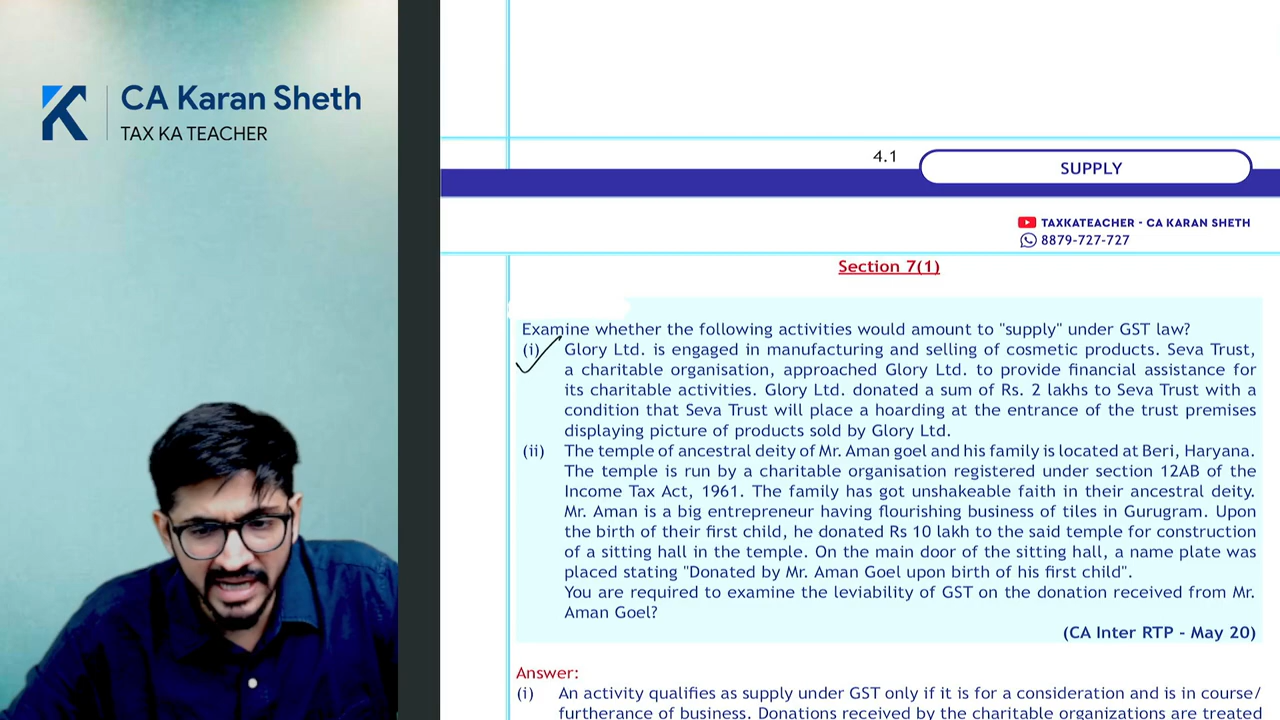 CA Karan Sheth
TAX KA TEACHER
4.1
SUPPLY
TAXKATEACHER - CA KARAN SHETH
8879-727-727
Section 7(1)
Examine whether the following activities would amount to "supply" under GST law?
(i) Glory Ltd. is engaged in manufacturing and selling of cosmetic products. Seva Trust,
a charitable organisation, approached Glory Ltd. to provide financial assistance for
its charitable activities. Glory Ltd. donated a sum of Rs. 2 lakhs to Seva Trust with a
condition that Seva Trust will place a hoarding at the entrance of the trust premises
displaying picture of products sold by Glory Ltd.
(ii) The temple of ancestral deity of Mr. Aman goel and his family is located at Beri, Haryana.
The temple is run by a charitable organisation registered under section 12AB of the
Income Tax Act, 1961. The family has got unshakeable faith in their ancestral deity.
Mr. Aman is a big entrepreneur having flourishing business of tiles in Gurugram. Upon
the birth of their first child, he donated Rs 10 lakh to the said temple for construction
of a sitting hall in the temple. On the main door of the sitting hall, a name plate was
placed stating "Donated by Mr. Aman Goel upon birth of his first child".
You are required to examine the leviability of GST on the donation received from Mr.
Aman Goel?
(CA Inter RTP - May 20)
Answer:
(i) An activity qualifies as supply under GST only if it is for a consideration and is in course/
furtherance of business. Donations received by the charitable organizations are treated